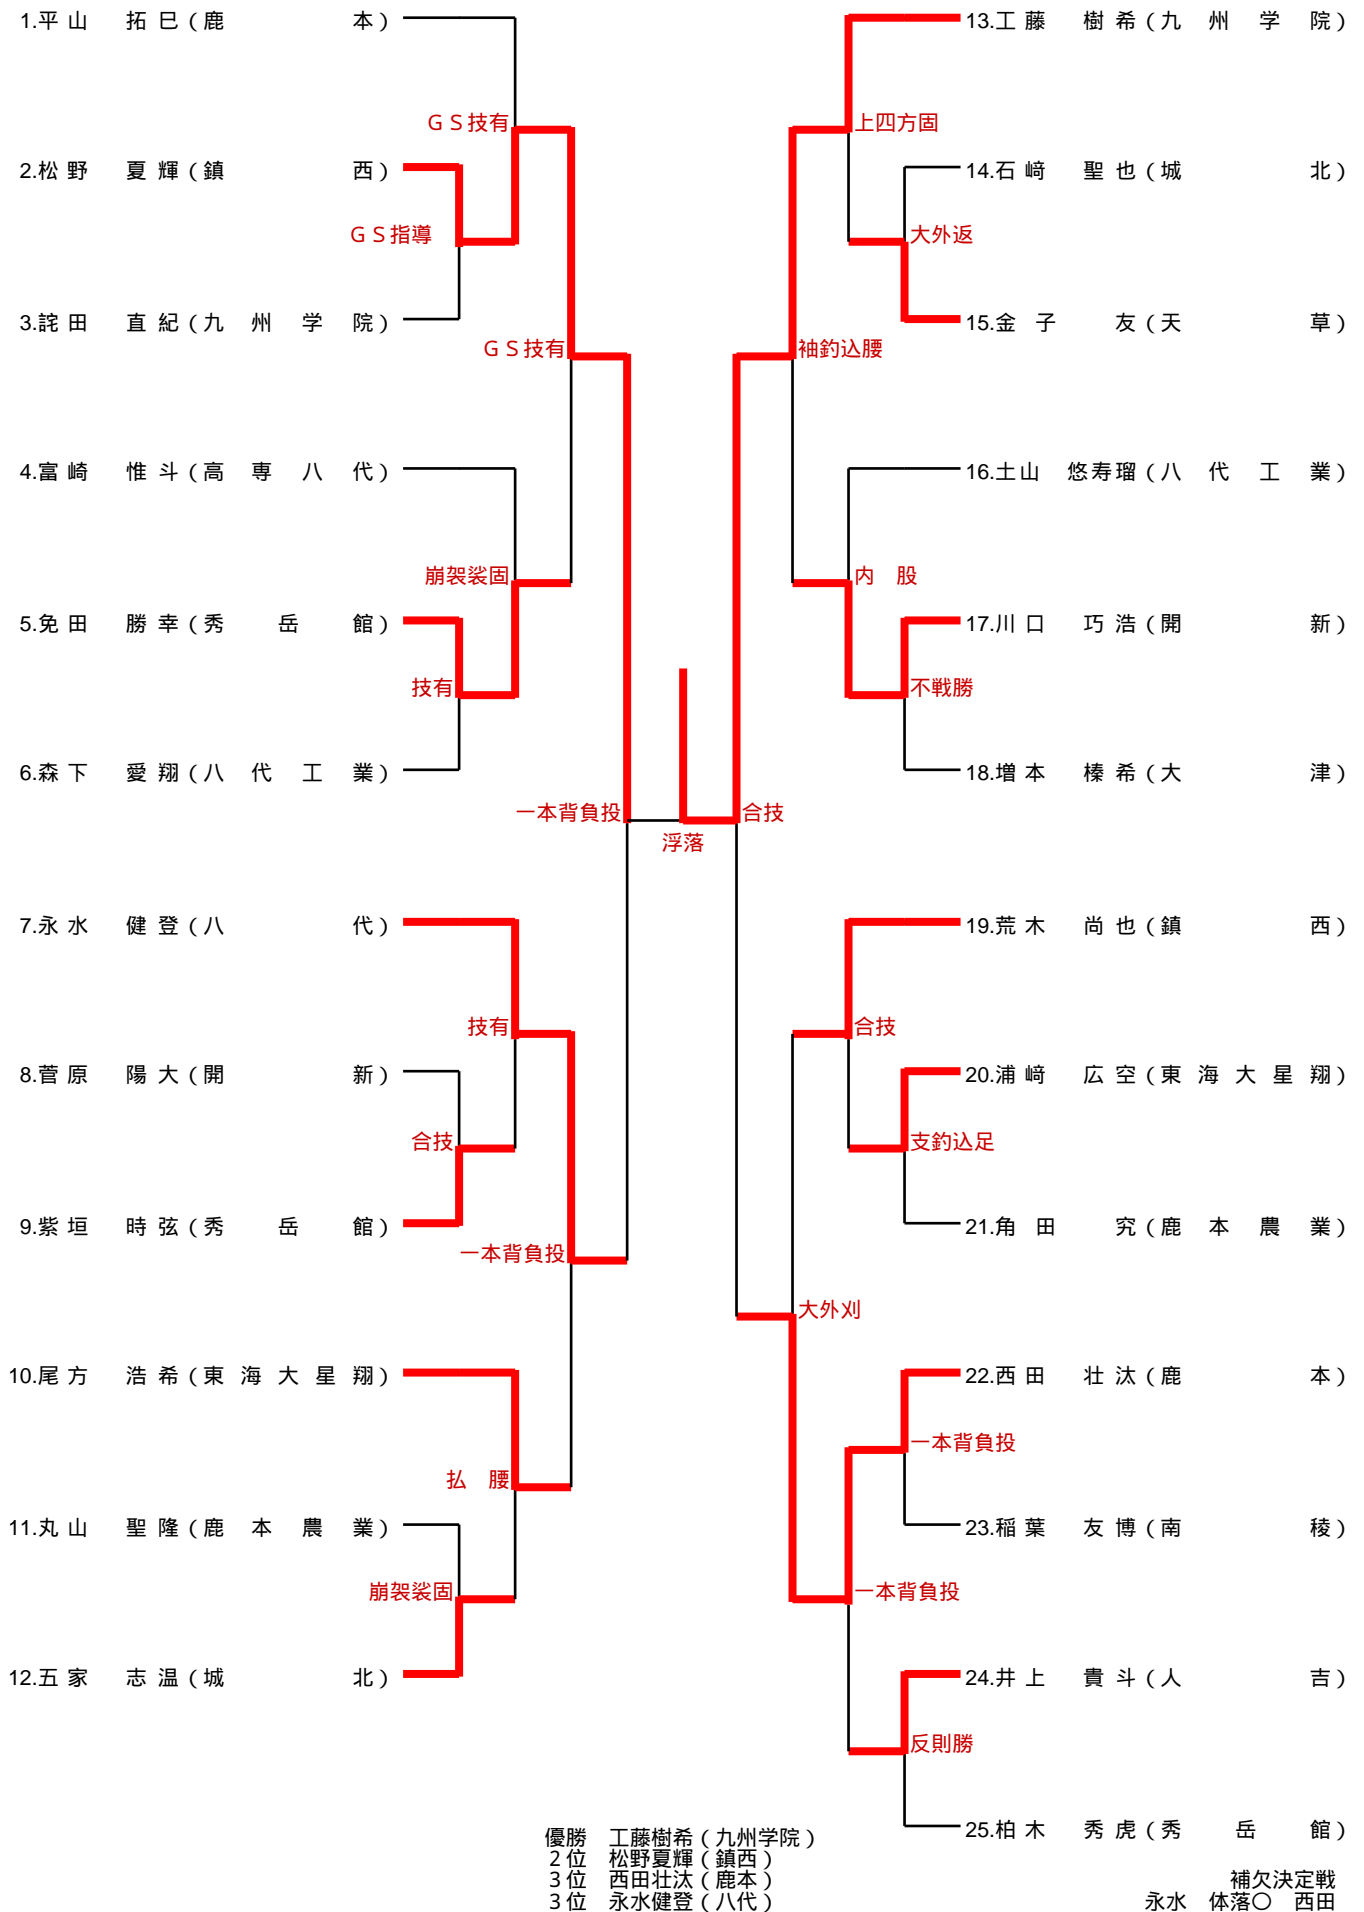 1.平山 拓巳(鹿本)
GS技有
2.松野 夏輝(鎮西)
GS指導
3.詫田 直紀(九州学院)
GS技有
4.富崎 惟斗(高専八代)
崩袈裟固
5.免田 勝幸(秀岳館)
技有
6.森下 愛翔(八代工業)
一本背負投
7.永水 健登(八代)
技有
8.菅原 陽大(開新)
合技
9.紫垣 時弦(秀岳館)
一本背負投
10.尾方 浩希(東海大星翔)
払 腰
11.丸山 聖隆(鹿本農業)
崩袈裟固
12.五家 志温(城北)
浮落
13.工藤 樹希(九州学院)
上四方固
14.石﨑 聖也(城北)
大外返
15.金子 友(天草)
袖釣込腰
16.土山 悠寿瑠(八代工業)
内 股
17.川口 巧浩(開新)
不戦勝
18.増本 榛希(大津)
合技
19.荒木 尚也(鎮西)
合技
20.浦﨑 広空(東海大星翔)
支釣込足
21.角田 究(鹿本農業)
大外刈
22.西田 壮汰(鹿本)
一本背負投
23.稲葉 友博(南稜)
一本背負投
24.井上 貴斗(人吉)
反則勝
25.柏木 秀虎(秀岳館)
優勝 工藤樹希(九州学院)
2位 松野夏輝(鎮西)
3位 西田壮汰(鹿本)
3位 永水健登(八代)
補欠決定戦
永水 体落〇 西田